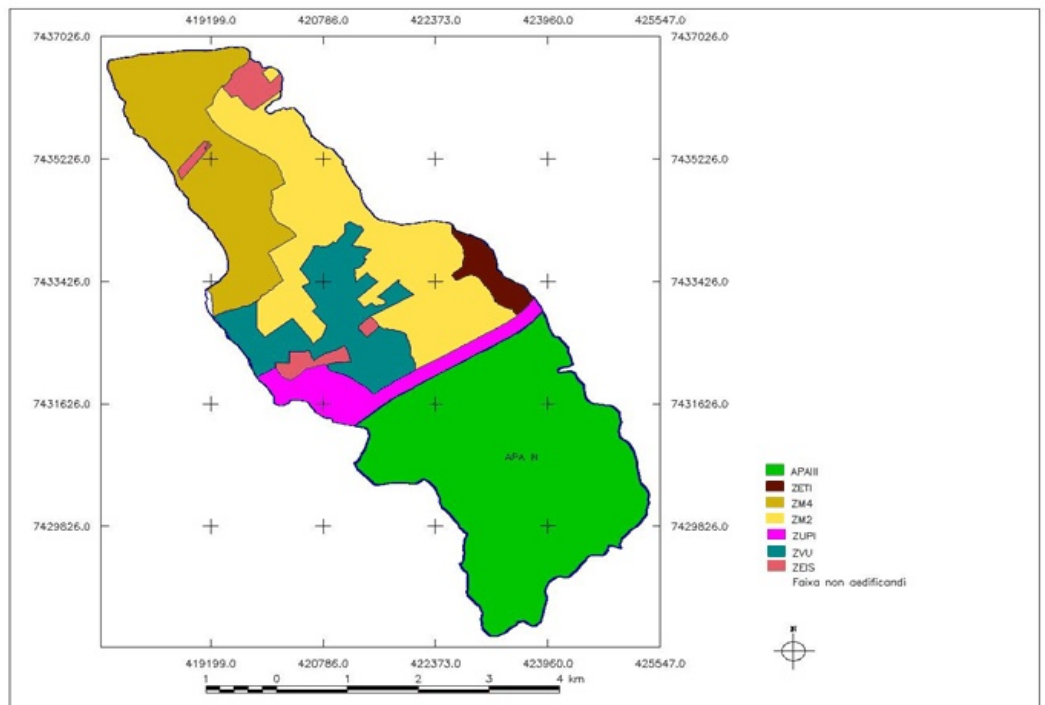 419199.0 420786.0 422373.0 423960.0 425547.0
7437026.0 7437026.0
7435226.0 7435226.0
7433426.0 7433426.0
7431626.0 7431626.0
APA III
7429826.0 7429826.0
419199.0 420786.0 422373.0 423960.0 425547.0
1 0 1 2 3 4 km
APAIII
ZETI
ZM4
ZM2
ZUPI
ZVU
ZEIS
Faixa non aedificandi
N